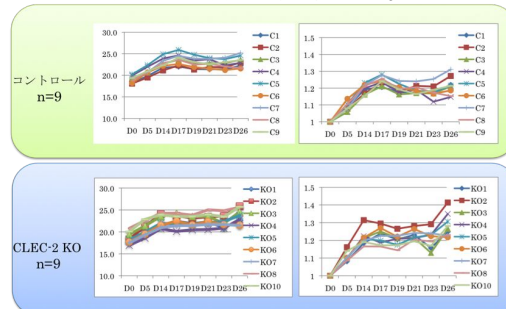 コントロール
n=9
30.0
25.0
20.0
15.0
10.0
D0 D5 D14 D17 D19 D21 D23 D26
C1
C2
C3
C4
C5
C6
C7
C8
C9
1.5
1.4
1.3
1.2
1.1
1
D0 D5 D14 D17 D19 D21 D23 D26
C1
C2
C3
C4
C5
C6
C7
C8
C9
CLEC-2 KO
n=9
30.0
25.0
20.0
15.0
10.0
D0 D5 D14 D17 D19 D21 D23 D26
KO1
KO2
KO3
KO4
KO5
KO6
KO7
KO8
KO10
1.5
1.4
1.3
1.2
1.1
1
D0 D5 D14 D17 D19 D21 D23 D26
KO1
KO2
KO3
KO4
KO5
KO6
KO7
KO8
KO10